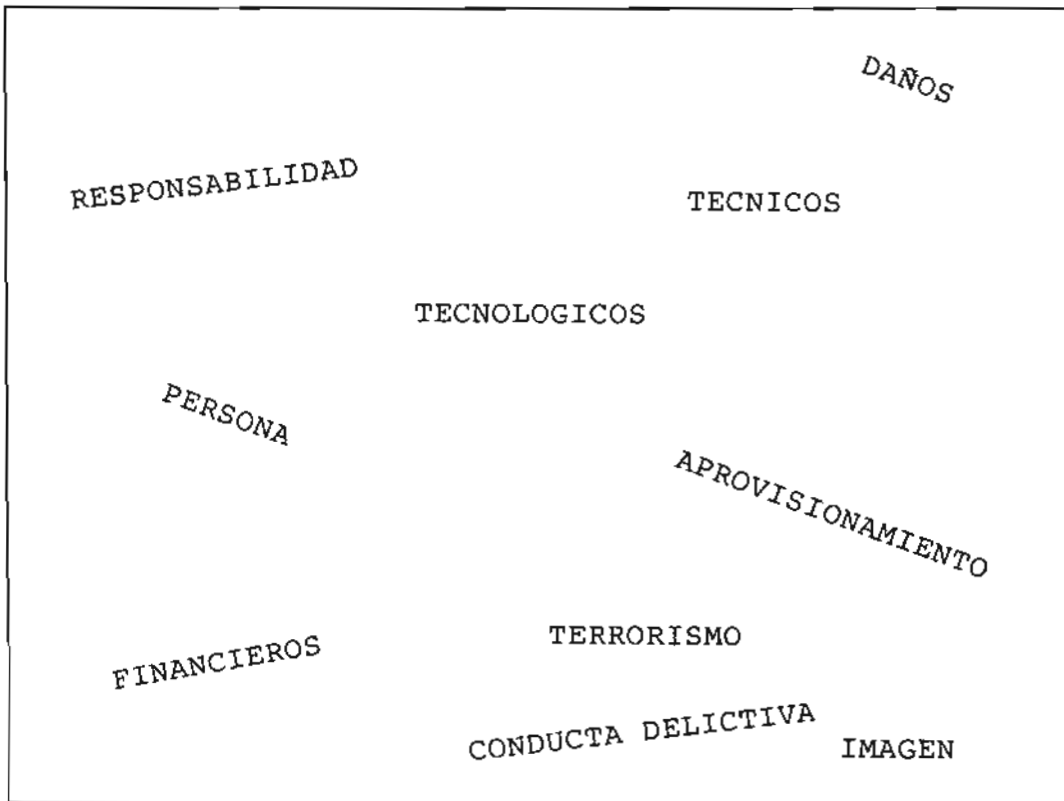 DAÑOS
RESPONSABILIDAD
TECNICOS
TECNOLOGICOS
PERSONA
APROVISIONAMIENTO
TERRORISMO
FINANCIEROS
CONDUCTA DELICTIVA
IMAGEN